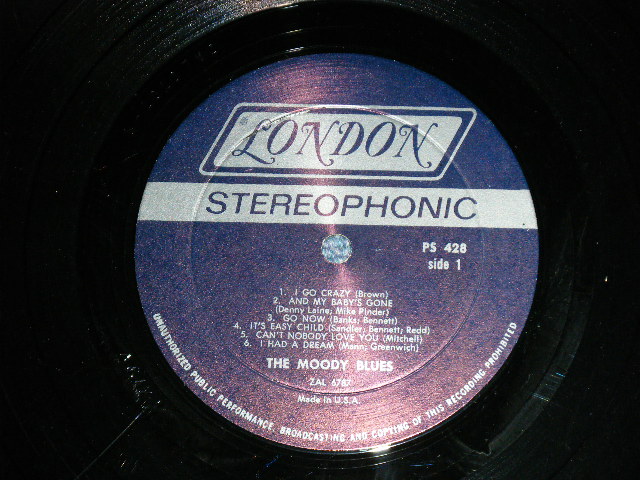 LONDON
STEREOPHONIC
PS 428
side 1
1. I GO CRAZY (Brown)
2. AND MY BABY'S GONE
(Denny Laine; Mike Pinder)
3. GO NOW (Banks; Bennett)
4. IT'S EASY CHILD (Sandler; Bennett; Redd)
5. CAN'T NOBODY LOVE YOU (Mitchell)
6. I HAD A DREAM (Mann; Greenwich)
THE MOODY BLUES
ZAL 6787
Made in U.S.A.
UNAUTHORIZED PUBLIC PERFORMANCE, BROADCASTING AND COPYING OF THIS RECORDING PROHIBITED